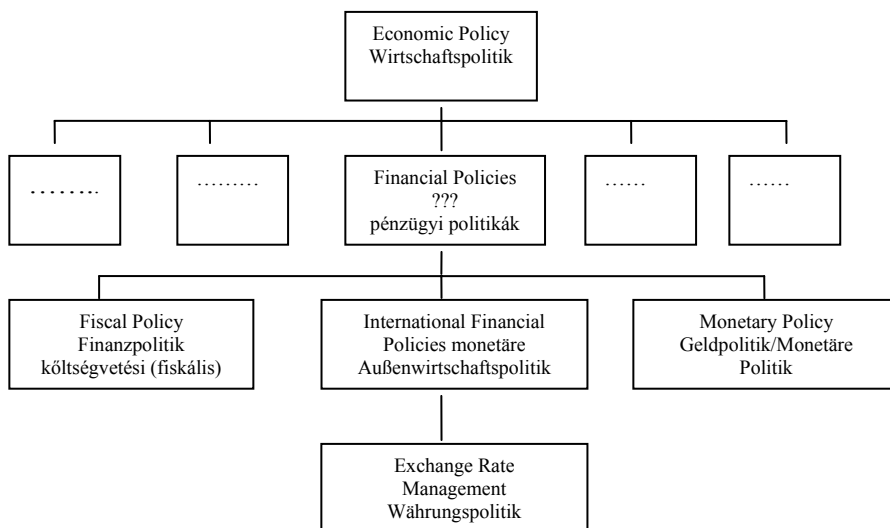 Economic Policy
Wirtschaftspolitik
........
.........
Financial Policies
???
pénzügyi politikák
......
......
Fiscal Policy
Finanzpolitik
kőltségvetési (fiskális)
International Financial
Policies monetäre
Außenwirtschaftspolitik
Monetary Policy
Geldpolitik/Monetäre
Politik
Exchange Rate
Management
Währungspolitik